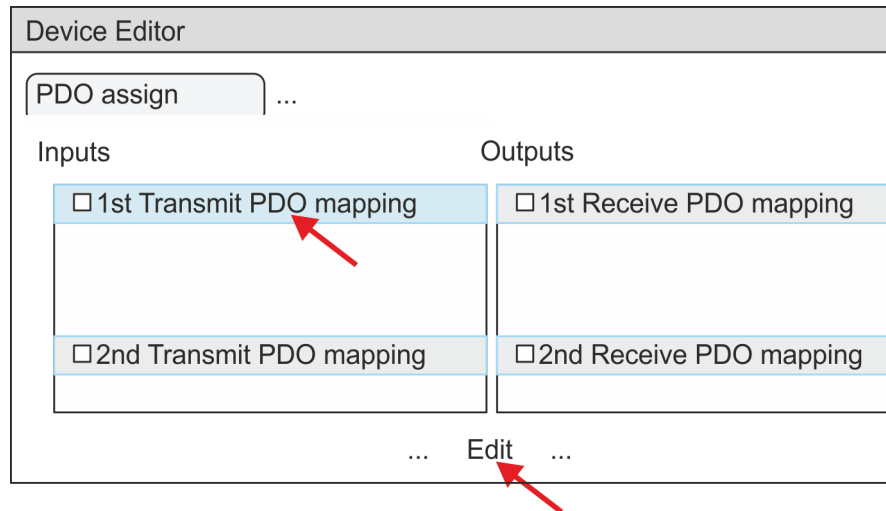 Device Editor
PDO assign ...
Inputs Outputs
1st Transmit PDO mapping 1st Receive PDO mapping
2nd Transmit PDO mapping 2nd Receive PDO mapping
... Edit ...